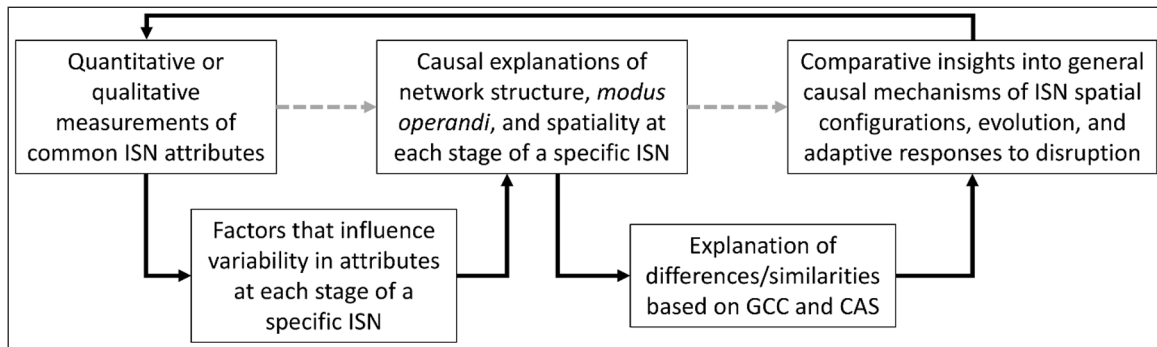 Quantitative or
qualitative
measurements of
common ISN attributes
Causal explanations of
network structure, modus
operandi, and spatiality at
each stage of a specific ISN
Comparative insights into general
causal mechanisms of ISN spatial
configurations, evolution, and
adaptive responses to disruption
Factors that influence
variability in attributes
at each stage of a
specific ISN
Explanation of
differences/similarities
based on GCC and CAS